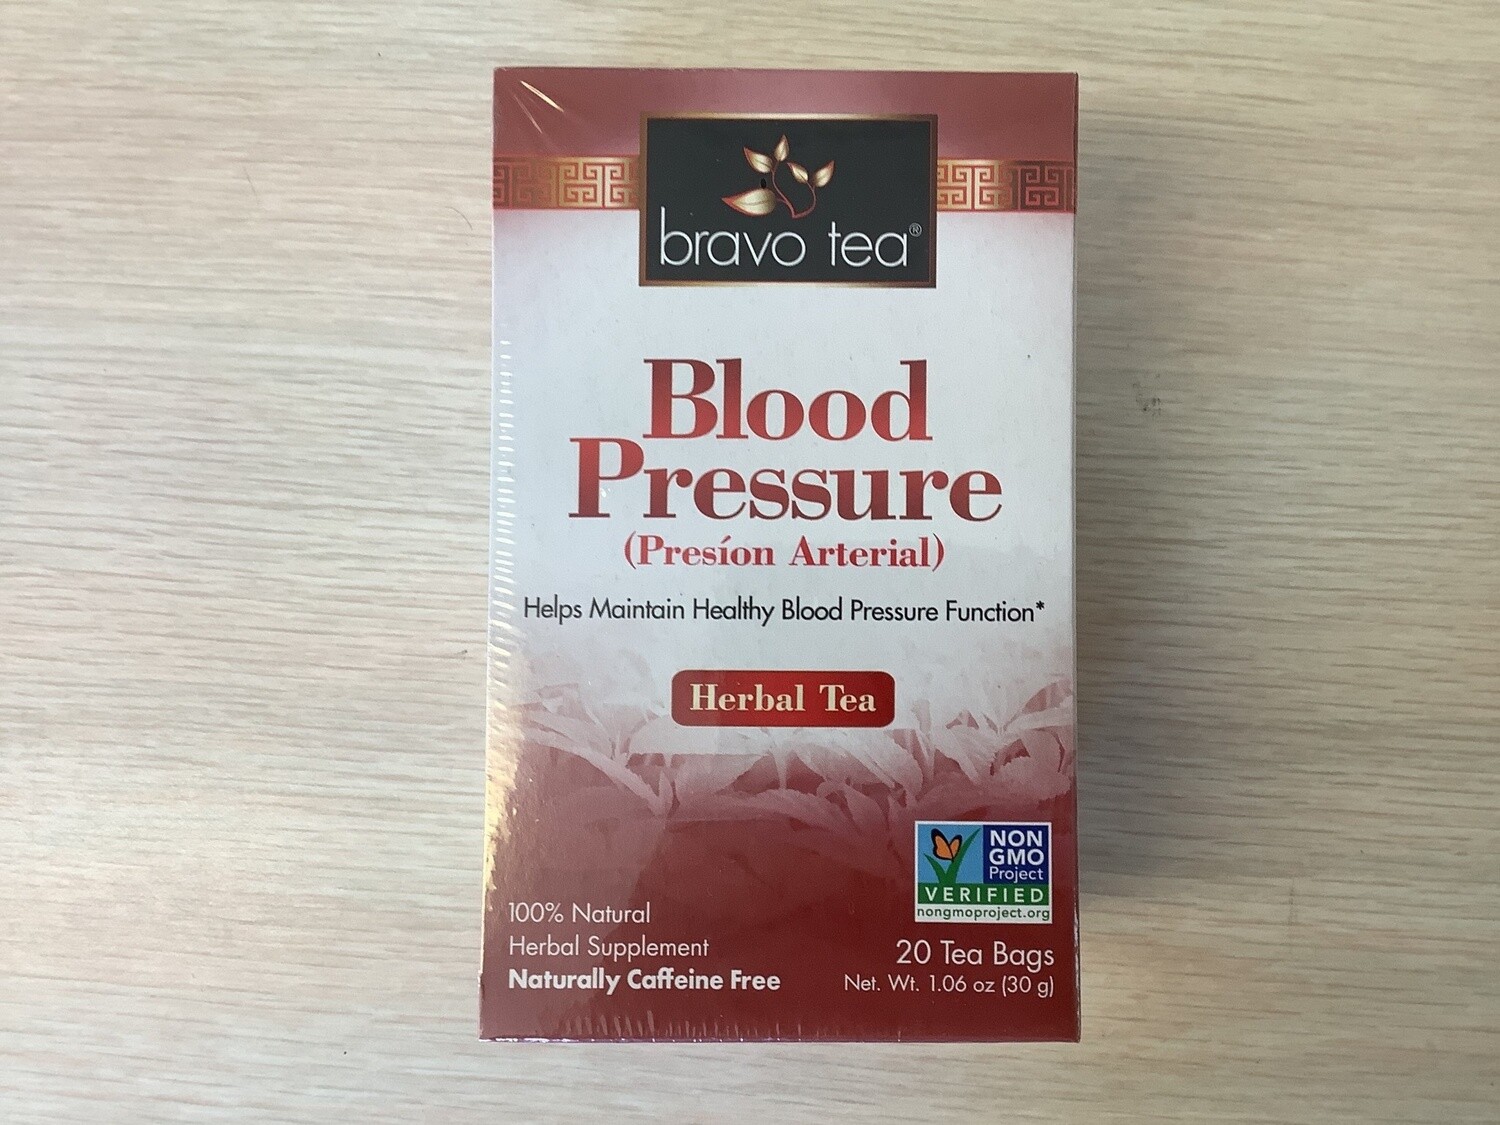 bravo tea®
Blood
Pressure
(Presíon Arterial)
Helps Maintain Healthy Blood Pressure Function*
Herbal Tea
NON
GMO
Project
VERIFIED
nongmoproject.org
100% Natural
Herbal Supplement
Naturally Caffeine Free
20 Tea Bags
Net. Wt. 1.06 oz (30 g)